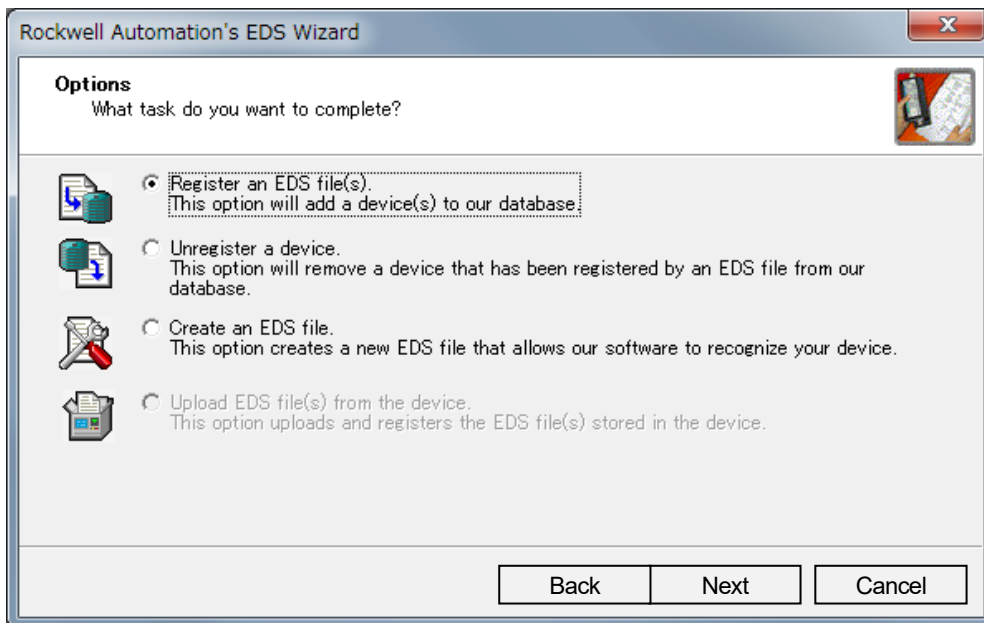 Rockwell Automation's EDS Wizard
Options
What task do you want to complete?
Register an EDS file(s).
This option will add a device(s) to our database.
Unregister a device.
This option will remove a device that has been registered by an EDS file from our
database.
Create an EDS file.
This option creates a new EDS file that allows our software to recognize your device.
Upload EDS file(s) from the device.
This option uploads and registers the EDS file(s) stored in the device.
Back Next Cancel